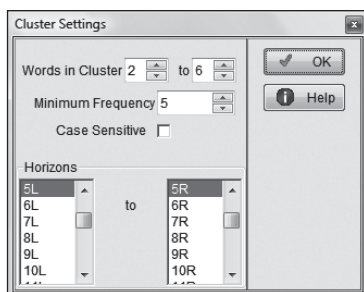 Cluster Settings
Words in Cluster 2 to 6
OK
Minimum Frequency 5
Help
Case Sensitive
Horizons
5L to 5R
6L 6R
7L 7R
8L 8R
9L 9R
10L 10R